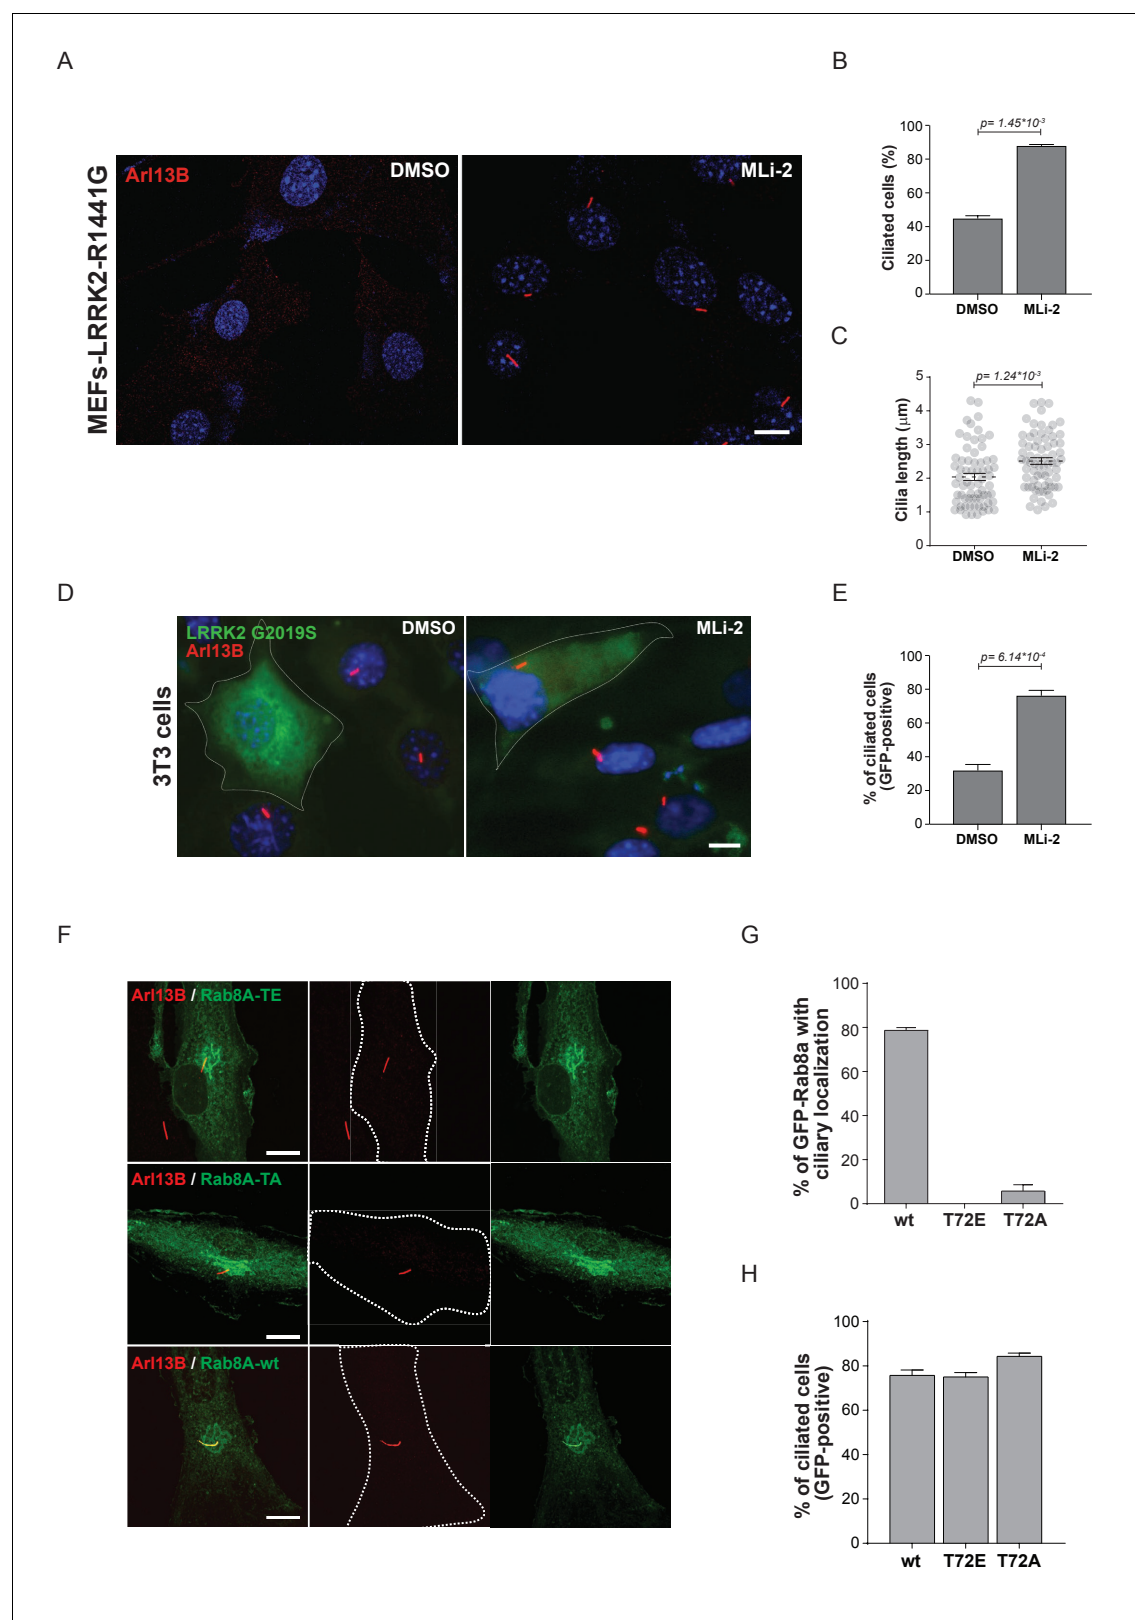 A
MEFs-LRRK2-R1441G
Arl13B
DMSO
MLi-2
B
p= 1.45*10-3
Ciliated cells (%)
100
80
60
40
20
0
DMSO
MLi-2
C
p= 1.24*10-3
Cilia length (µm)
5
4
3
2
1
0
DMSO
MLi-2
D
3T3 cells
LRRK2 G2019S
Arl13B
DMSO
MLi-2
E
p= 6.14*10-4
% of ciliated cells
(GFP-positive)
100
80
60
40
20
0
DMSO
MLi-2
F
Arl13B / Rab8A-TE
Arl13B / Rab8A-TA
Arl13B / Rab8A-wt
G
% of GFP-Rab8a with
ciliary localization
100
80
60
40
20
0
wt
T72E
T72A
H
% of ciliated cells
(GFP-positive)
100
80
60
40
20
0
wt
T72E
T72A